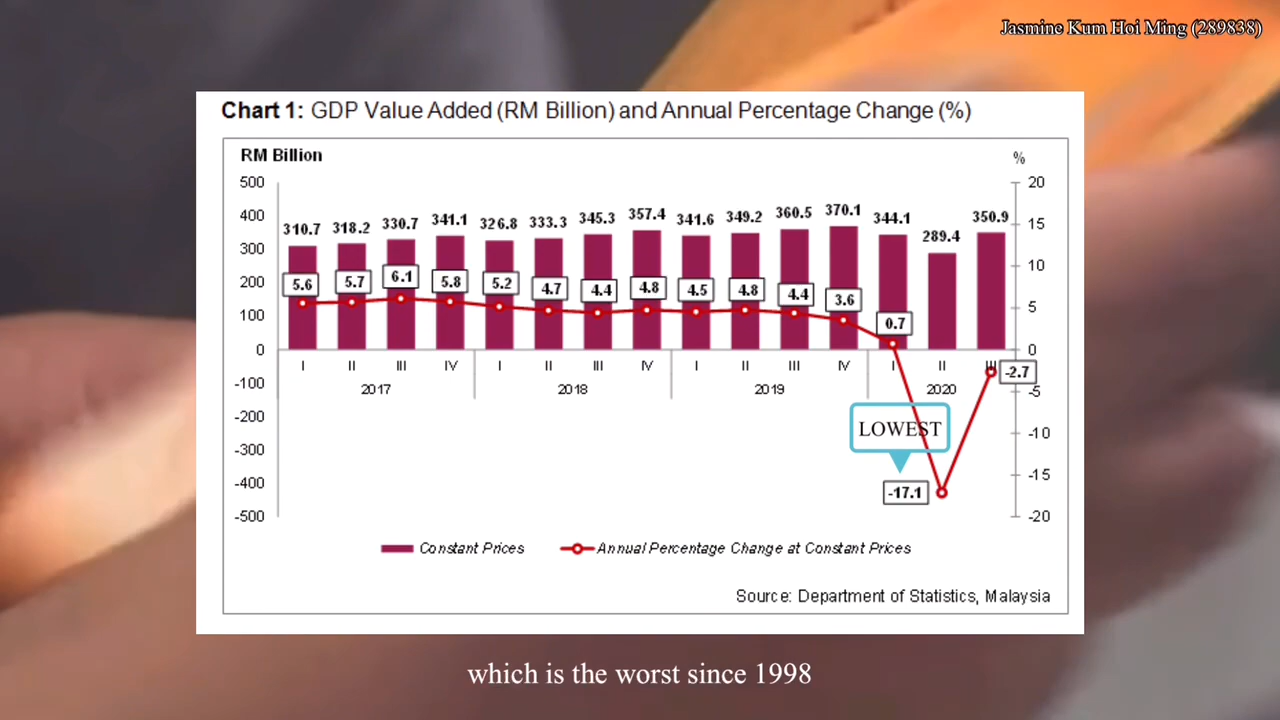 Jasmine Kum Hoi Ming (289838)
Chart 1: GDP Value Added (RM Billion) and Annual Percentage Change (%)
RM Billion
%
500
400
300
200
100
0
-100
-200
-300
-400
-500
20
15
10
5
0
-5
-10
-15
-20
310.7 318.2 330.7 341.1 326.8 333.3 345.3 357.4 341.6 349.2 360.5 370.1 344.1 289.4 350.9
5.6 5.7 6.1 5.8 5.2 4.7 4.4 4.8 4.5 4.8 4.4 3.6 0.7 -17.1 -2.7
I II III IV I II III IV I II III IV I II III
2017 2018 2019 2020
LOWEST
Constant Prices Annual Percentage Change at Constant Prices
Source: Department of Statistics, Malaysia
which is the worst since 1998